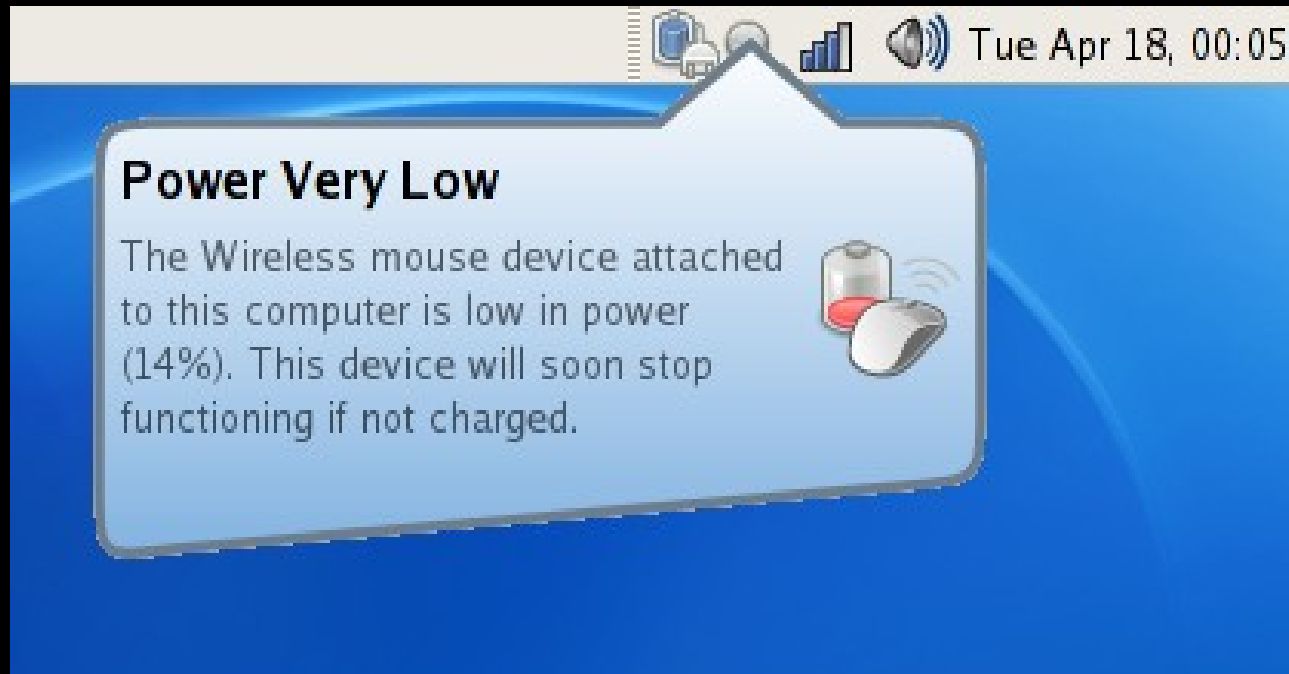 Tue Apr 18, 00:05
Power Very Low
The Wireless mouse device attached
to this computer is low in power
(14%). This device will soon stop
functioning if not charged.